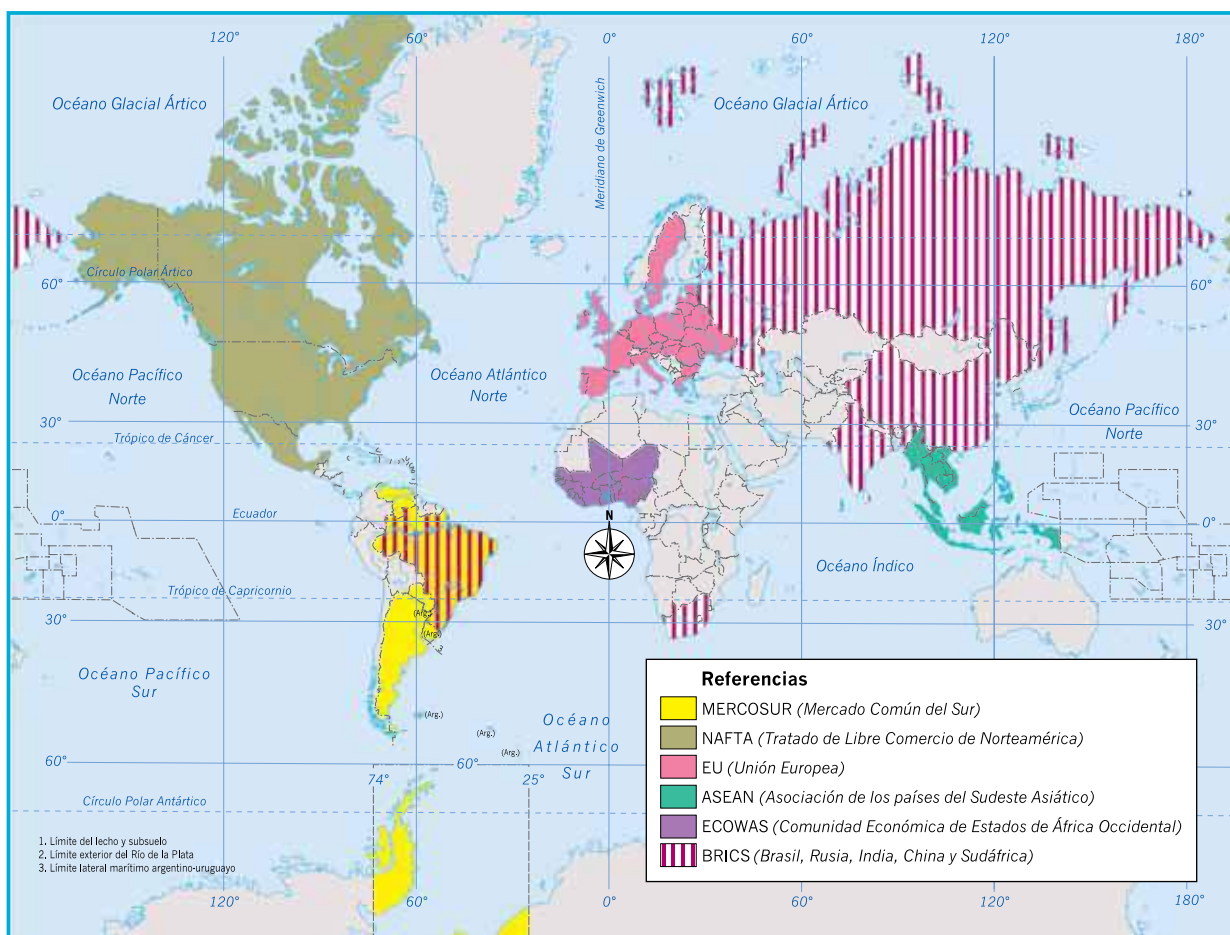 120°
60°
0°
60°
120°
180°
Océano Glacial Ártico
Meridiano de Greenwich
Océano Glacial Ártico
Círculo Polar Ártico
60°
60°
Océano Pacífico
Norte
Océano Atlántico
Norte
Océano Pacífico
Norte
30°
30°
Trópico de Cáncer
N
0°
Ecuador
0°
Océano Índico
Trópico de Capricornio
(Arg.)
30°
(Arg.)
30°
3
Océano Pacífico
Sur
(Arg.)
(Arg.)
(Arg.)
Océano
Atlántico
Sur
60°
60°
74°
25°
Círculo Polar Antártico
1. Límite del lecho y subsuelo
2. Límite exterior del Río de la Plata
3. Límite lateral marítimo argentino-uruguayo
120°
60°
0°
60°
120°
180°
Referencias
MERCOSUR (Mercado Común del Sur)
NAFTA (Tratado de Libre Comercio de Norteamérica)
EU (Unión Europea)
ASEAN (Asociación de los países del Sudeste Asiático)
ECOWAS (Comunidad Económica de Estados de África Occidental)
BRICS (Brasil, Rusia, India, China y Sudáfrica)